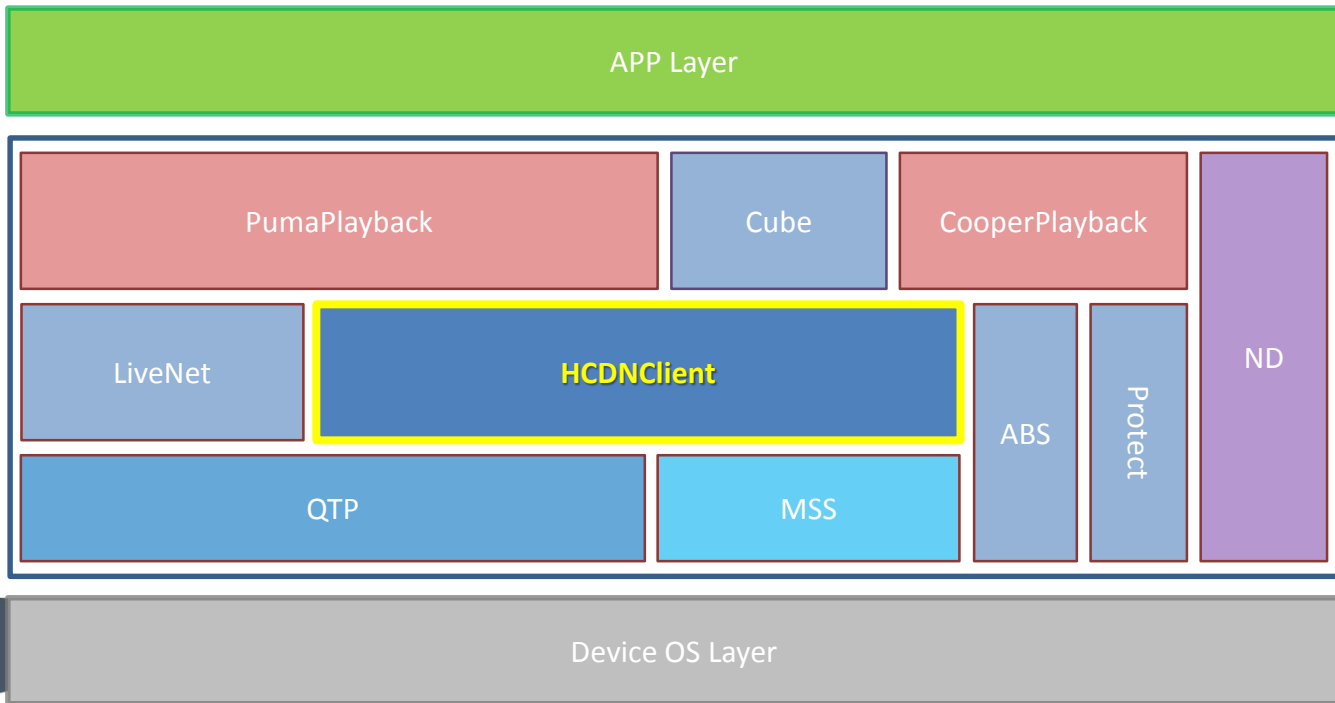 APP Layer
PumaPlayback
Cube
CooperPlayback
ND
LiveNet
HCDNClient
ABS
Protect
QTP
MSS
Device OS Layer